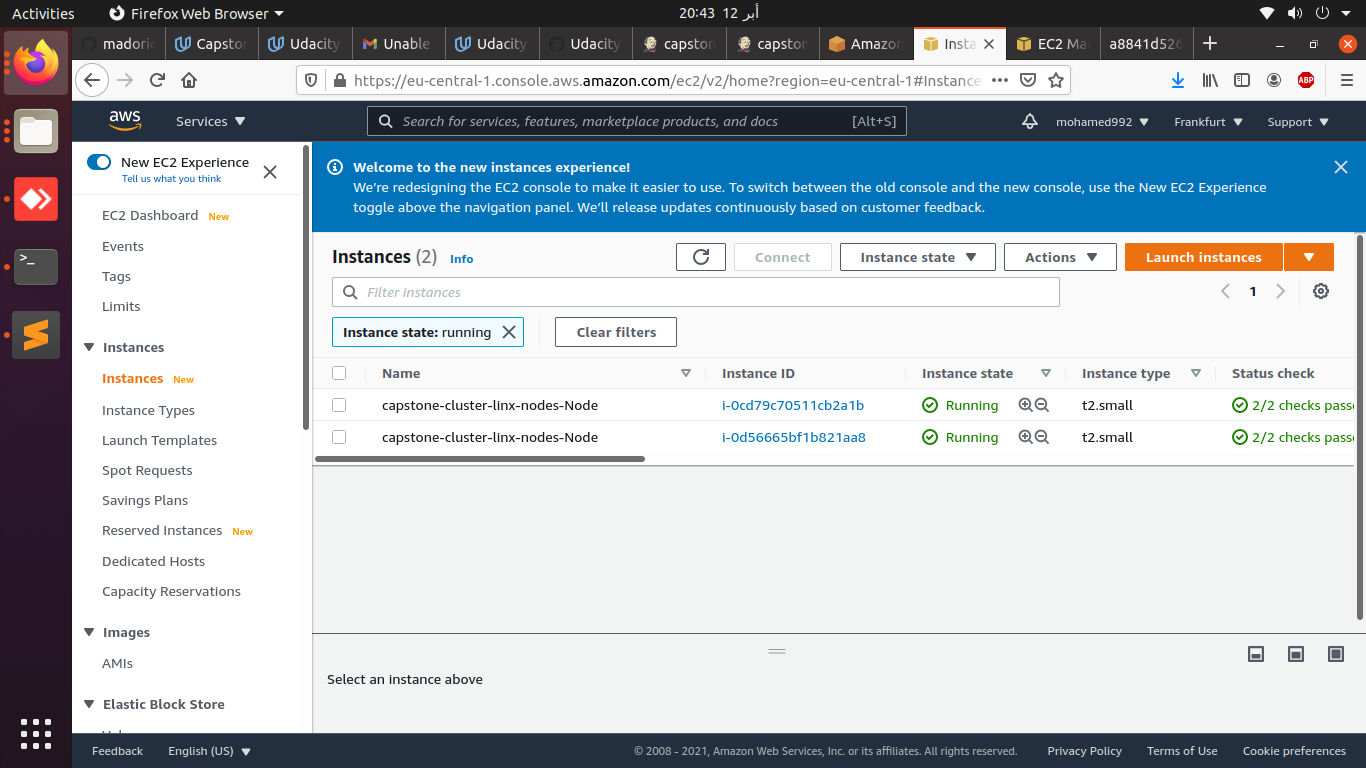 Activities
Firefox Web Browser
20:43 12 أبر
Capsto
Udacity
Unable
Udacity
Udacity
capston
capston
Amazon
Insta
EC2 Ma
a8841d526
https://eu-central-1.console.aws.amazon.com/ec2/v2/home?region=eu-central-1#Instance
ABP
aws
Services
Search for services, features, marketplace products, and docs
[Alt+S]
mohamed992
Frankfurt
Support
New EC2 Experience
Tell us what you think
EC2 Dashboard New
Events
Tags
Limits
Instances
Instances New
Instance Types
Launch Templates
Spot Requests
Savings Plans
Reserved Instances New
Dedicated Hosts
Capacity Reservations
Images
AMIs
Elastic Block Store
Welcome to the new instances experience!
We're redesigning the EC2 console to make it easier to use. To switch between the old console and the new console, use the New EC2 Experience
toggle above the navigation panel. We'll release updates continuously based on customer feedback.
Instances (2) Info
Connect
Instance state
Actions
Launch instances
Filter instances
1
Instance state: running
Clear filters
Name Instance ID Instance state Instance type Status check
capstone-cluster-linx-nodes-Node i-0cd79c70511cb2a1b Running t2.small 2/2 checks passe
capstone-cluster-linx-nodes-Node i-0d56665bf1b821aa8 Running t2.small 2/2 checks passe
Select an instance above
Feedback
English (US)
© 2008 - 2021, Amazon Web Services, Inc. or its affiliates. All rights reserved.
Privacy Policy
Terms of Use
Cookie preferences